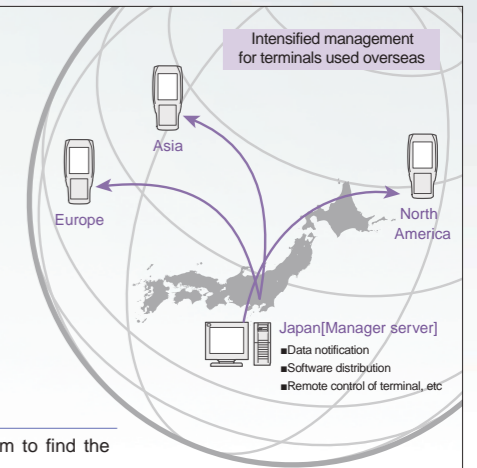 Intensified management
for terminals used overseas
Asia
Europe
North
America
Japan[Manager server]
■Data notification
■Software distribution
■Remote control of terminal, etc
m to find the